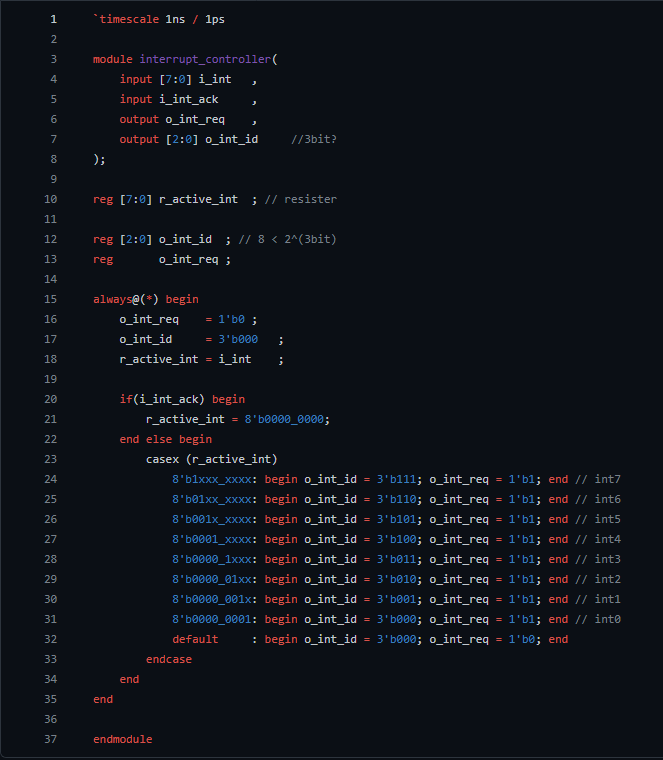 1 `timescale 1ns / 1ps
2
3 module interrupt_controller(
4     input [7:0] i_int   ,
5     input i_int_ack     ,
6     output o_int_req    ,
7     output [2:0] o_int_id     //3bit?
8 );
9
10 reg [7:0] r_active_int  ; // resister
11
12 reg [2:0] o_int_id  ; // 8 < 2^(3bit)
13 reg       o_int_req ;
14
15 always@(*) begin
16     o_int_req    = 1'b0 ;
17     o_int_id     = 3'b000   ;
18     r_active_int = i_int    ;
19
20     if(i_int_ack) begin
21         r_active_int = 8'b0000_0000;
22     end else begin
23         casex (r_active_int)
24             8'b1xxx_xxxx: begin o_int_id = 3'b111; o_int_req = 1'b1; end // int7
25             8'b01xx_xxxx: begin o_int_id = 3'b110; o_int_req = 1'b1; end // int6
26             8'b001x_xxxx: begin o_int_id = 3'b101; o_int_req = 1'b1; end // int5
27             8'b0001_xxxx: begin o_int_id = 3'b100; o_int_req = 1'b1; end // int4
28             8'b0000_1xxx: begin o_int_id = 3'b011; o_int_req = 1'b1; end // int3
29             8'b0000_01xx: begin o_int_id = 3'b010; o_int_req = 1'b1; end // int2
30             8'b0000_001x: begin o_int_id = 3'b001; o_int_req = 1'b1; end // int1
31             8'b0000_0001: begin o_int_id = 3'b000; o_int_req = 1'b1; end // int0
32             default     : begin o_int_id = 3'b000; o_int_req = 1'b0; end
33         endcase
34     end
35 end
36
37 endmodule